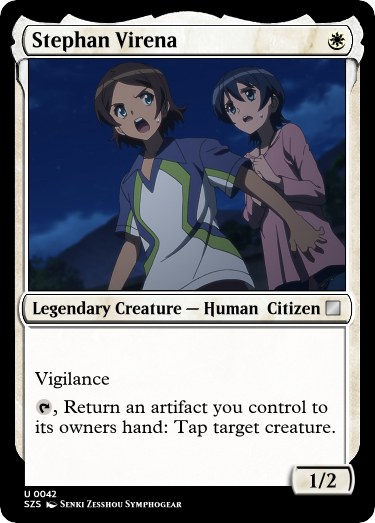 Stephan Virena
Legendary Creature — Human Citizen
Vigilance
, Return an artifact you control to
its owners hand: Tap target creature.
1/2
U 0042
SZS Senki Zesshou Symphogear